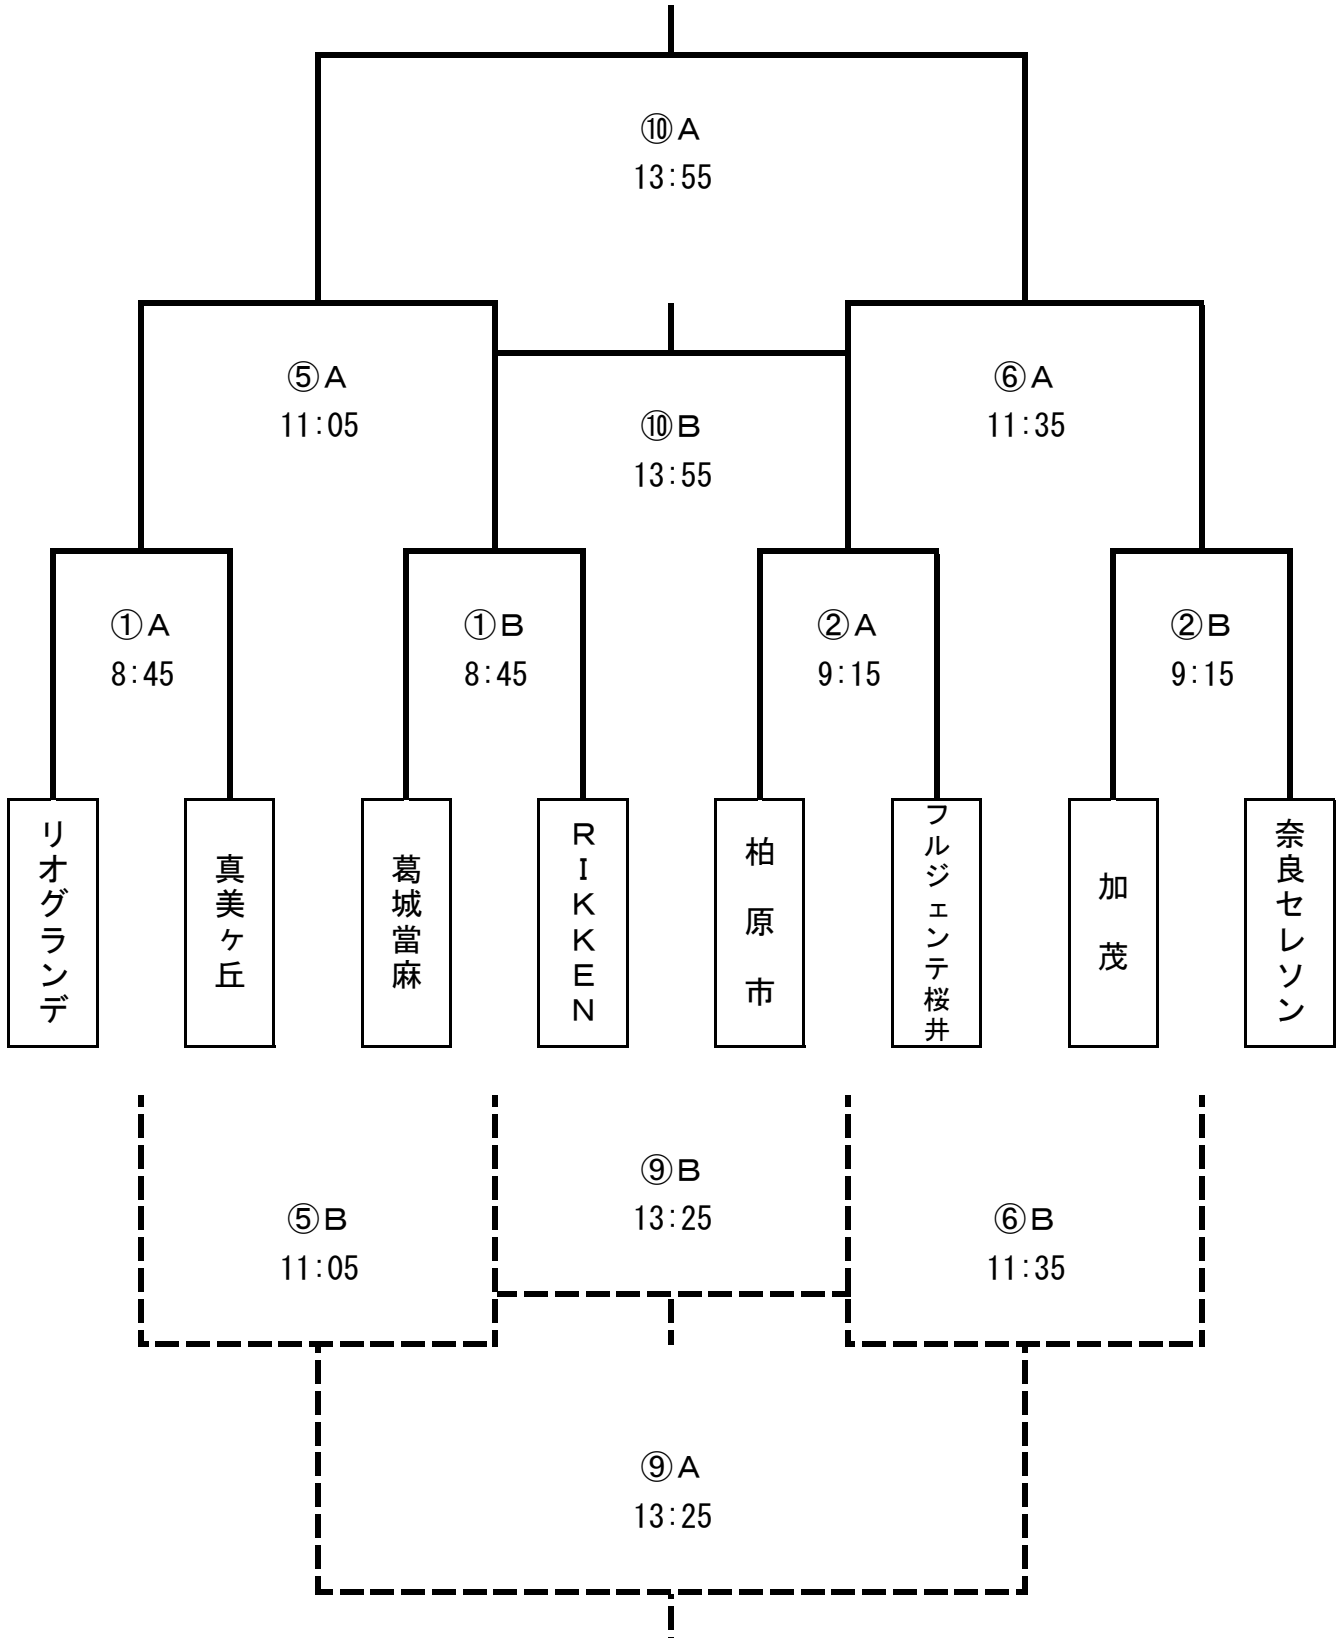 ⑩A
13:55
⑤A
11:05
⑥A
11:35
⑩B
13:55
①A
8:45
①B
8:45
②A
9:15
②B
9:15
リオグランデ
真美ヶ丘
葛城當麻
RIKKEN
柏原市
フルジェンテ桜井
加茂
奈良セレソン
⑨B
13:25
⑤B
11:05
⑥B
11:35
⑨A
13:25